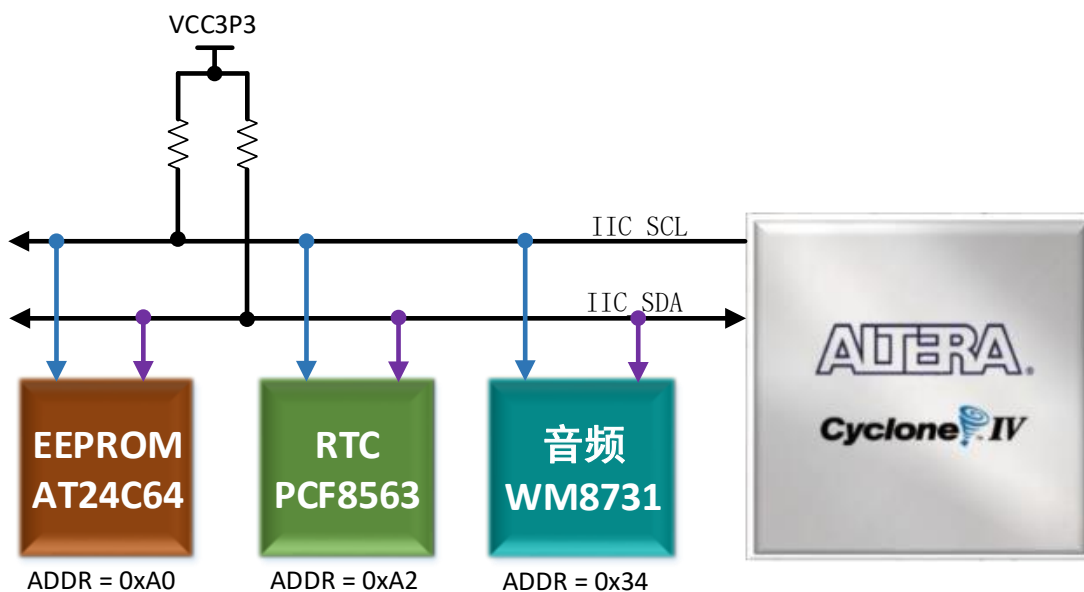 VCC3P3
IIC SCL
IIC SDA
ALTERA.
Cyclone IV
EEPROM
AT24C64
RTC
PCF8563
音频
WM8731
ADDR = 0xA0
ADDR = 0xA2
ADDR = 0x34